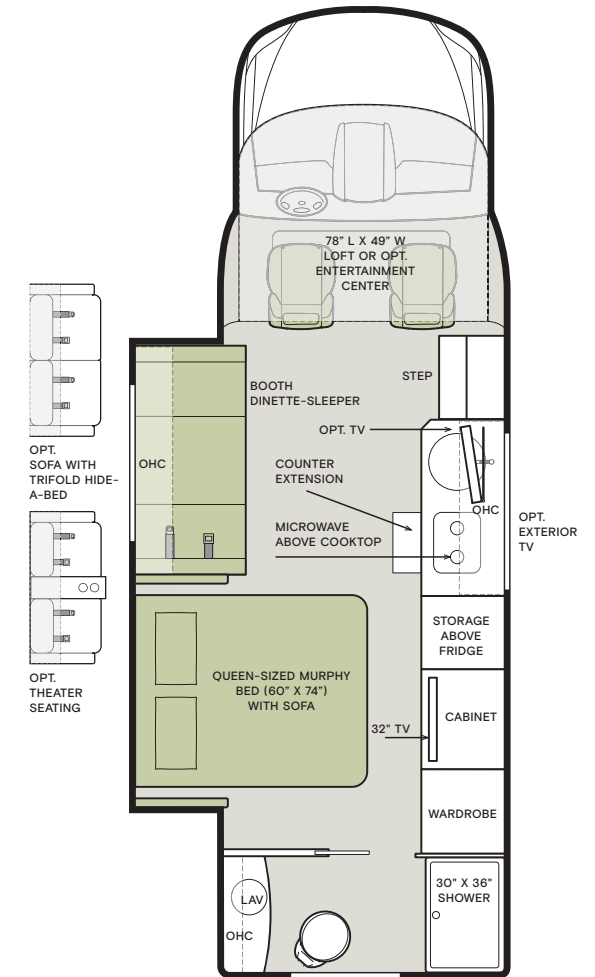 78" L X 49" W
LOFT OR OPT.
ENTERTAINMENT
CENTER
STEP
BOOTH
DINETTE-SLEEPER
OPT. TV
OHC
COUNTER
EXTENSION
OHC
MICROWAVE
ABOVE COOKTOP
OPT.
EXTERIOR
TV
OPT.
SOFA WITH
TRIFOLD HIDE-
A-BED
OPT.
THEATER
SEATING
STORAGE
ABOVE
FRIDGE
QUEEN-SIZED MURPHY
BED (60" X 74")
WITH SOFA
32" TV
CABINET
WARDROBE
30" X 36"
SHOWER
LAV
OHC